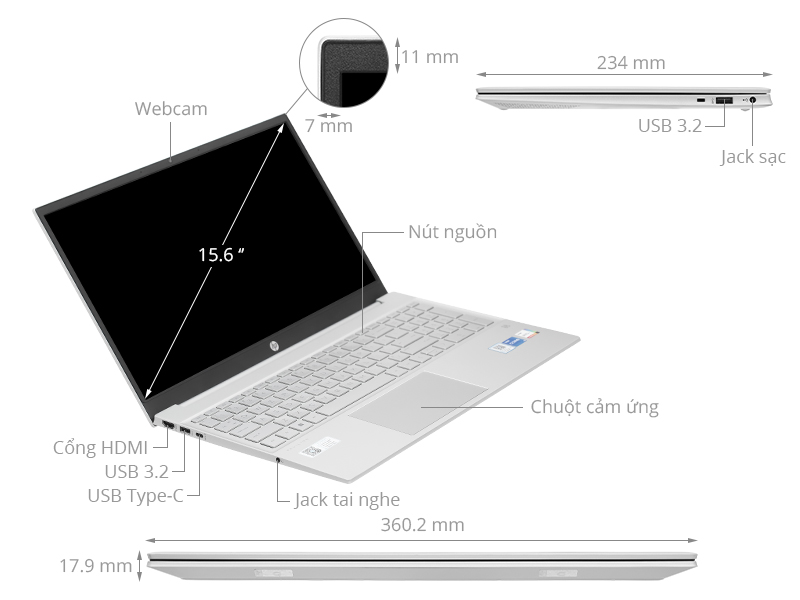 11 mm
7 mm
234 mm
USB 3.2
Jack sạc
Webcam
15.6 “
Nút nguồn
hp
Chuột cảm ứng
Cổng HDMI
USB 3.2
USB Type-C
Jack tai nghe
360.2 mm
17.9 mm